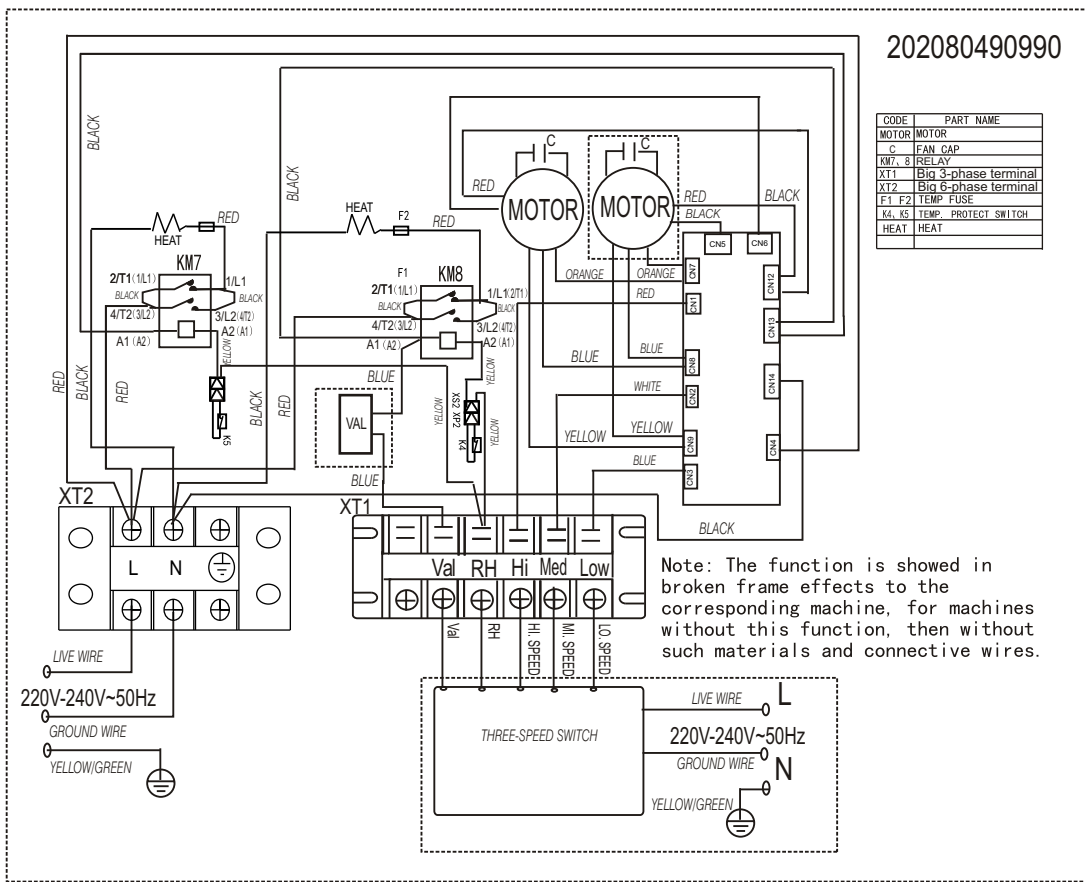 202080490990
CODE PART NAME
MOTOR MOTOR
C FAN CAP
KM7、8 RELAY
XT1 Big 3-phase terminal
XT2 Big 6-phase terminal
F1 F2 TEMP FUSE
K4、K5 TEMP. PROTECT SWITCH
HEAT HEAT
BLACK
BLACK
RED
HEAT
KM7
2/T1(1/L1)
1/L1
BLACK
BLACK
4/T2(3/L2)
3/L2(4/T2)
A1(A2)
A2(A1)
YELLOW
K5
RED
BLACK
RED
HEAT
F2
RED
F1
KM8
2/T1(1/L1)
1/L1(2/T1)
BLACK
BLACK
4/T2(3/L2)
3/L2(4/T2)
A1(A2)
A2(A1)
BLUE
YELLOW
XS2 XP2
K4
YELLOW
YELLOW
YELLOW
BLACK
RED
VAL
BLUE
C
C
RED
MOTOR
MOTOR
RED
BLACK
BLACK
CN5
CN6
ORANGE
ORANGE
CN7
CN12
RED
CN1
CN13
BLUE
BLUE
CN8
CN14
WHITE
CN2
YELLOW
YELLOW
CN9
CN4
BLUE
CN3
BLACK
XT2
L N
XT1
Val RH Hi Med Low
Val
RH
HI. SPEED
MI. SPEED
LO. SPEED
Note: The function is showed in
broken frame effects to the
corresponding machine, for machines
without this function, then without
such materials and connective wires.
LIVE WIRE
220V-240V~50Hz
GROUND WIRE
YELLOW/GREEN
THREE-SPEED SWITCH
LIVE WIRE L
220V-240V~50Hz
GROUND WIRE N
YELLOW/GREEN